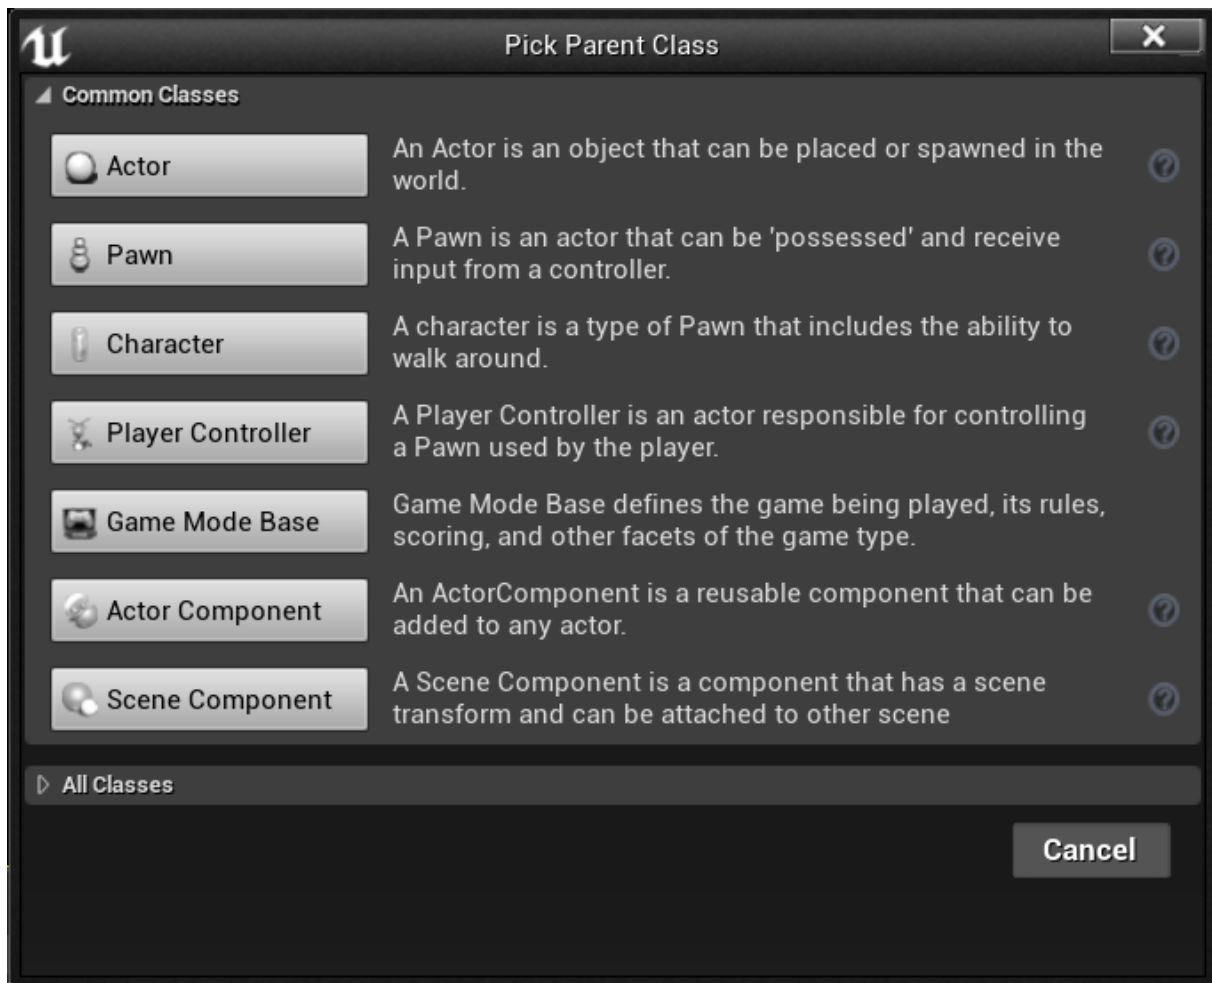 Pick Parent Class
Common Classes
Actor
An Actor is an object that can be placed or spawned in the
world.
Pawn
A Pawn is an actor that can be 'possessed' and receive
input from a controller.
Character
A character is a type of Pawn that includes the ability to
walk around.
Player Controller
A Player Controller is an actor responsible for controlling
a Pawn used by the player.
Game Mode Base
Game Mode Base defines the game being played, its rules,
scoring, and other facets of the game type.
Actor Component
An ActorComponent is a reusable component that can be
added to any actor.
Scene Component
A Scene Component is a component that has a scene
transform and can be attached to other scene
All Classes
Cancel